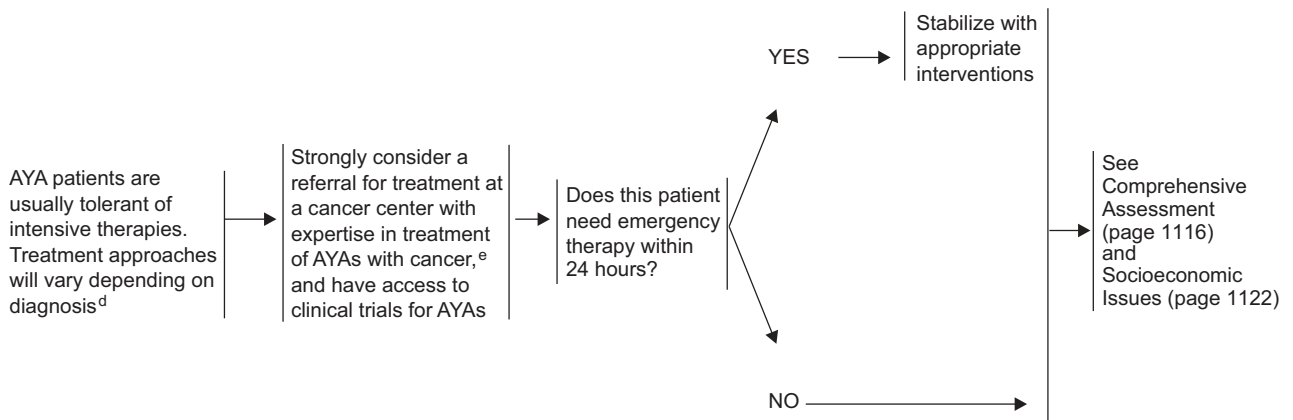 AYA patients are
usually tolerant of
intensive therapies.
Treatment approaches
will vary depending on
diagnosisᵈ
Strongly consider a
referral for treatment at
a cancer center with
expertise in treatment
of AYAs with cancer,ᵉ
and have access to
clinical trials for AYAs
Does this patient
need emergency
therapy within
24 hours?
YES
Stabilize with
appropriate
interventions
NO
See
Comprehensive
Assessment
(page 1116)
and
Socioeconomic
Issues (page 1122)